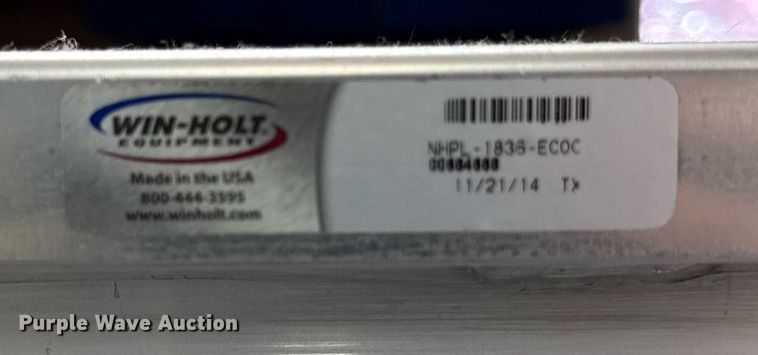 WIN-HOLT
EQUIPMENT
Made in the USA
800-444-3595
www.winholt.com
NHPL-1836-ECOC
11/21/14 TX
Purple Wave Auction